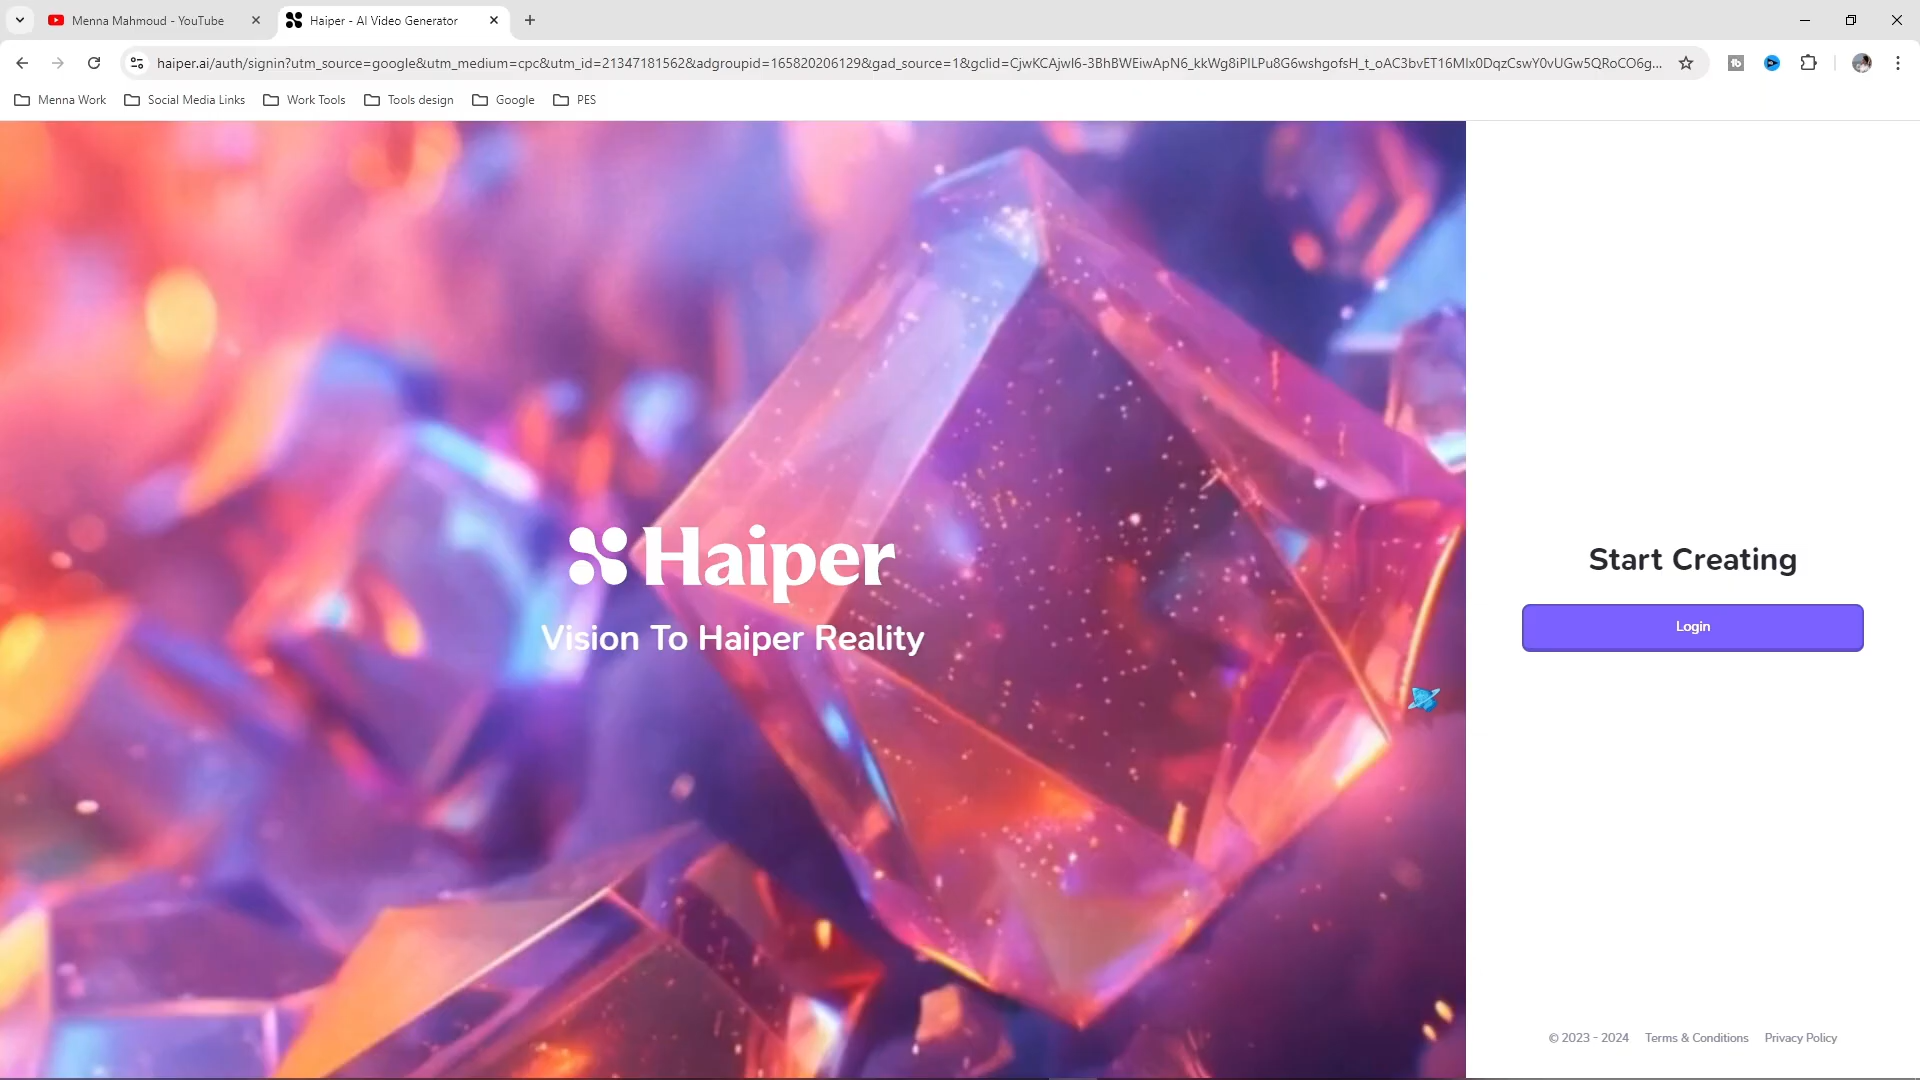 Menna Mahmoud - YouTube
Haiper - AI Video Generator
haiper.ai/auth/signin?utm_source=google&utm_medium=cpc&utm_id=21347181562&adgroupid=165820206129&gad_source=1&gclid=CjwKCAjwl6-3BhBWEiwApN6_kkWg8iPlLPu8G6wshgofsH_t_oAC3bvET16Mlx0DqzCswY0vUGw5QRoCO6g...
Menna Work
Social Media Links
Work Tools
Tools design
Google
PES
Haiper
Vision To Haiper Reality
Start Creating
Login
© 2023 - 2024 Terms & Conditions Privacy Policy